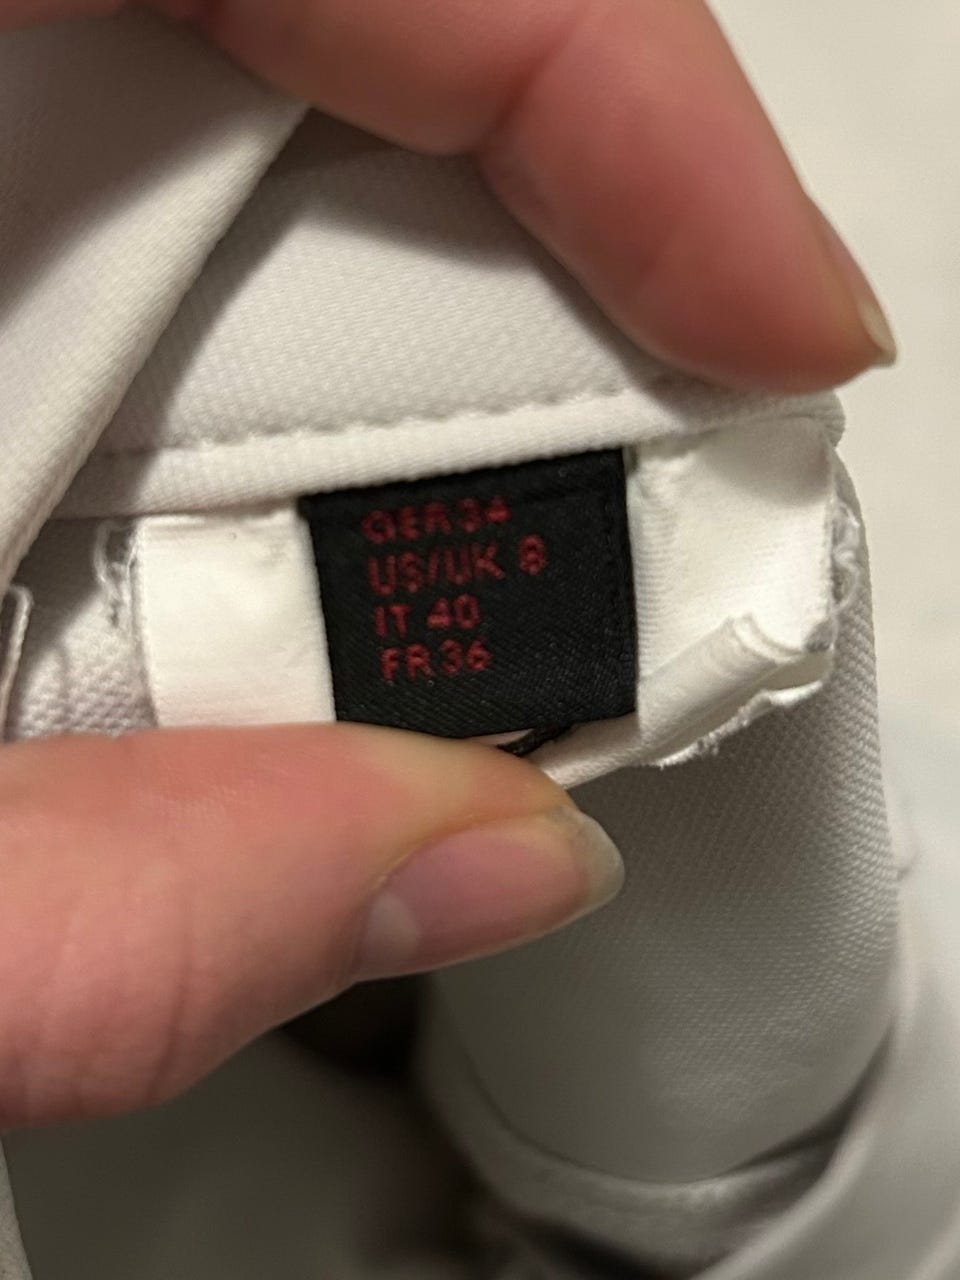 GER 34
US/UK 8
IT 40
FR 36